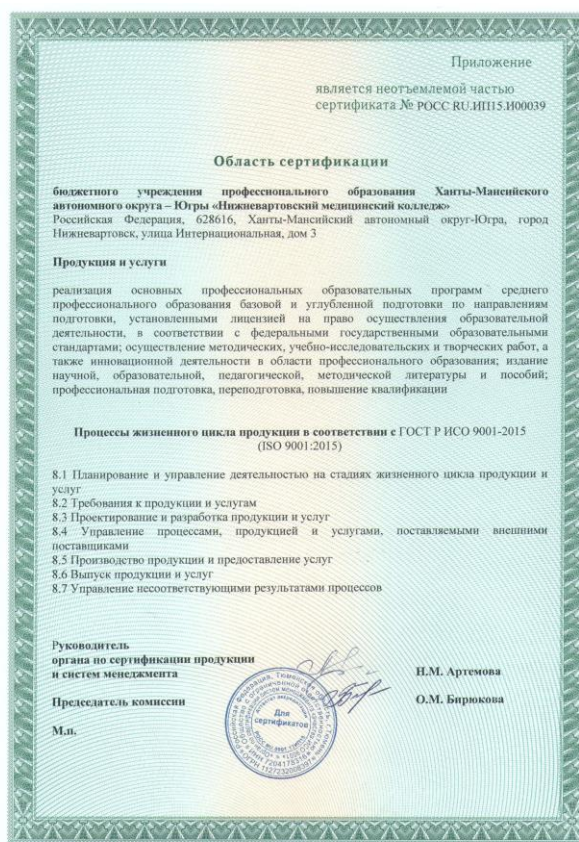 Приложение
является неотъемлемой частью
сертификата № РОСС RU.ИП15.И00039
Область сертификации
бюджетного учреждения профессионального образования Ханты-Мансийского
автономного округа – Югры «Нижневартовский медицинский колледж»
Российская Федерация, 628616, Ханты-Мансийский автономный округ-Югра, город
Нижневартовск, улица Интернациональная, дом 3
Продукция и услуги
реализация основных профессиональных образовательных программ среднего
профессионального образования базовой и углубленной подготовки по направлениям
подготовки, установленными лицензией на право осуществления образовательной
деятельности, в соответствии с федеральными государственными образовательными
стандартами; осуществление методических, учебно-исследовательских и творческих работ, а
также инновационной деятельности в области профессионального образования; издание
научной, образовательной, педагогической, методической литературы и пособий;
профессиональная подготовка, переподготовка, повышение квалификации
Процессы жизненного цикла продукции в соответствии с ГОСТ Р ИСО 9001-2015
(ISO 9001:2015)
8.1 Планирование и управление деятельностью на стадиях жизненного цикла продукции и
услуг
8.2 Требования к продукции и услугам
8.3 Проектирование и разработка продукции и услуг
8.4 Управление процессами, продукцией и услугами, поставляемыми внешними
поставщиками
8.5 Производство продукции и предоставление услуг
8.6 Выпуск продукции и услуг
8.7 Управление несоответствующими результатами процессов
Руководитель
органа по сертификации продукции
и систем менеджмента
Н.М. Артемова
Председатель комиссии
О.М. Бирюкова
М.п.
Для
сертификатов